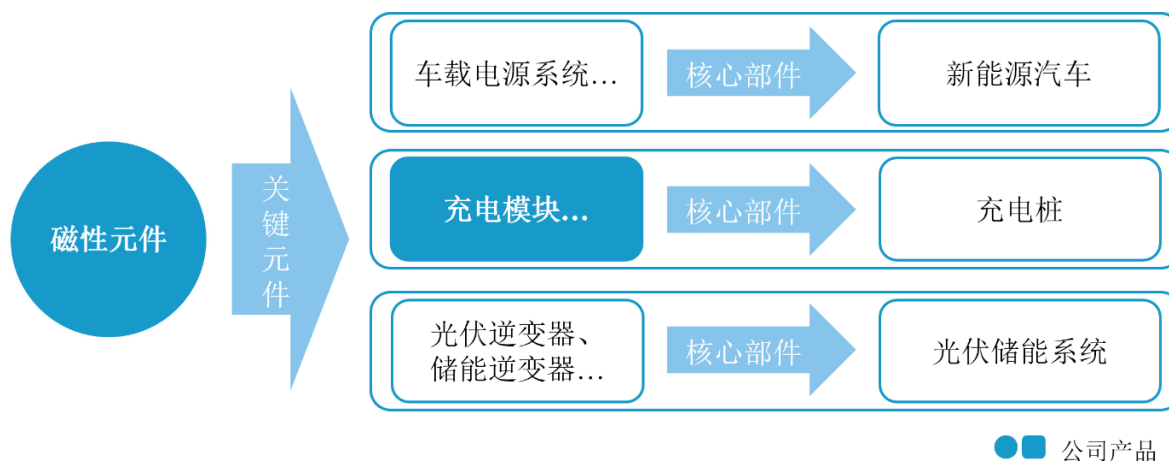 磁性元件
关
键
元
件
车载电源系统…
核心部件
新能源汽车
充电模块…
核心部件
充电桩
光伏逆变器、
储能逆变器…
核心部件
光伏储能系统
公司产品